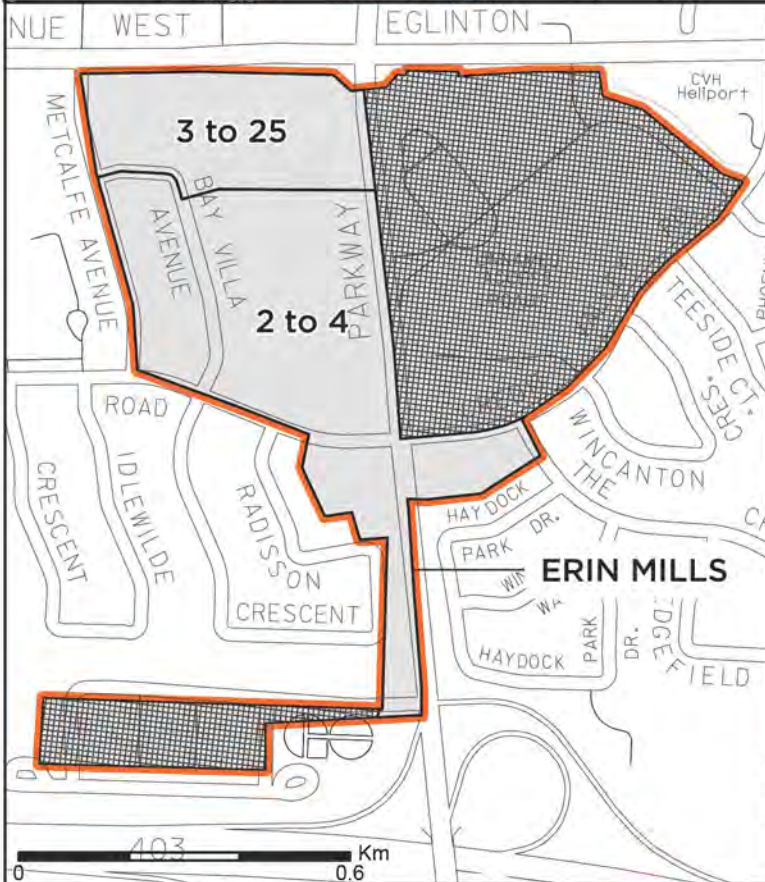 NUE WEST EGLINTON
CVH
Heliport
METCALFE AVENUE
3 to 25
BAY VILLA
AVENUE
PARKWAY
2 to 4
TEESIDE CT.
CRES.
ROAD
WINCANTON
THE
CRESCENT
IDLEWILDE
RADISSON
CRESCENT
HAYDOCK
PARK DR.
ERIN MILLS
HAYDOCK
PARK
DR.
EDGEFIELD
403
Km
0 0.6